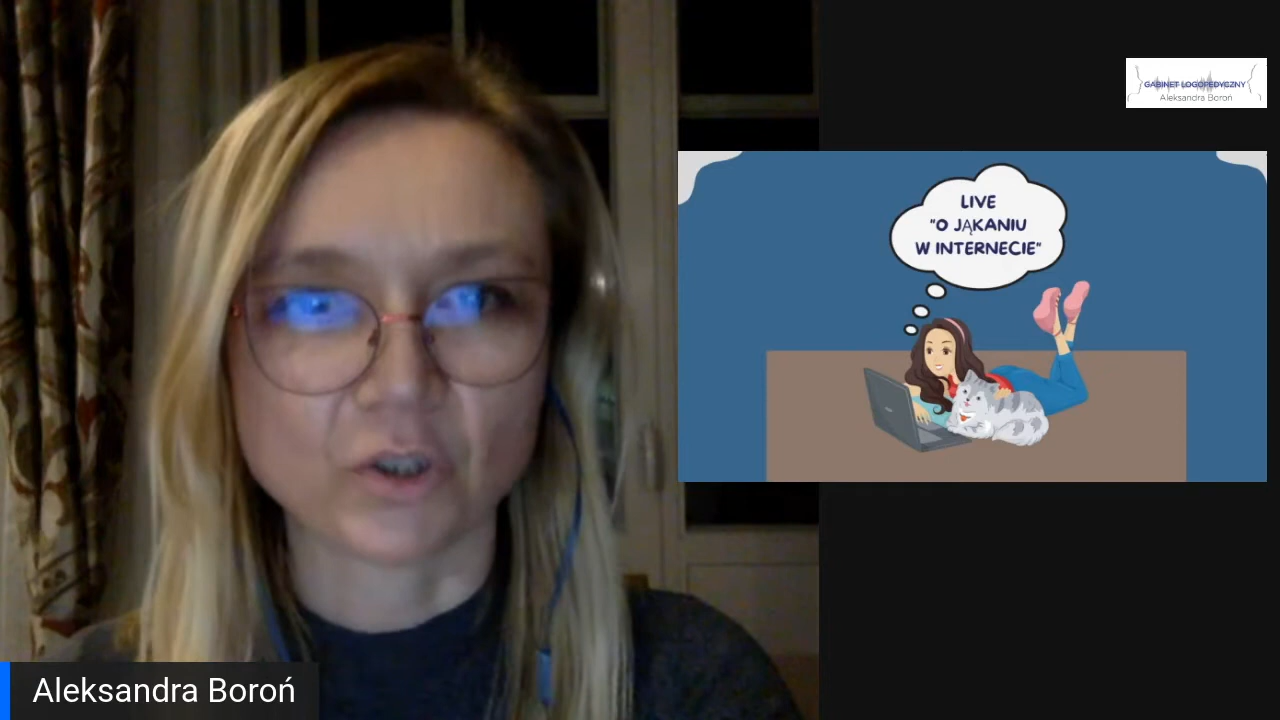 GABINET LOGOPEDYCZNY
Aleksandra Boroń
LIVE
"O JĄKANIU
W INTERNECIE"
Aleksandra Boroń